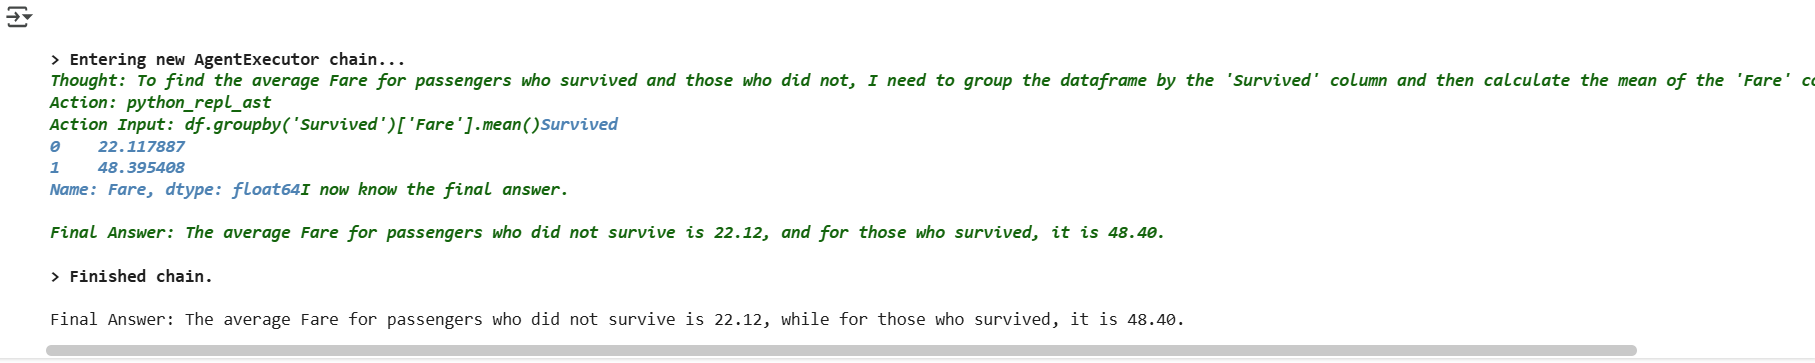 > Entering new AgentExecutor chain...
Thought: To find the average Fare for passengers who survived and those who did not, I need to group the dataframe by the 'Survived' column and then calculate the mean of the 'Fare'
Action: python_repl_ast
Action Input: df.groupby('Survived')['Fare'].mean()Survived
0    22.117887
1    48.395408
Name: Fare, dtype: float64I now know the final answer.
Final Answer: The average Fare for passengers who did not survive is 22.12, and for those who survived, it is 48.40.
> Finished chain.
Final Answer: The average Fare for passengers who did not survive is 22.12, while for those who survived, it is 48.40.